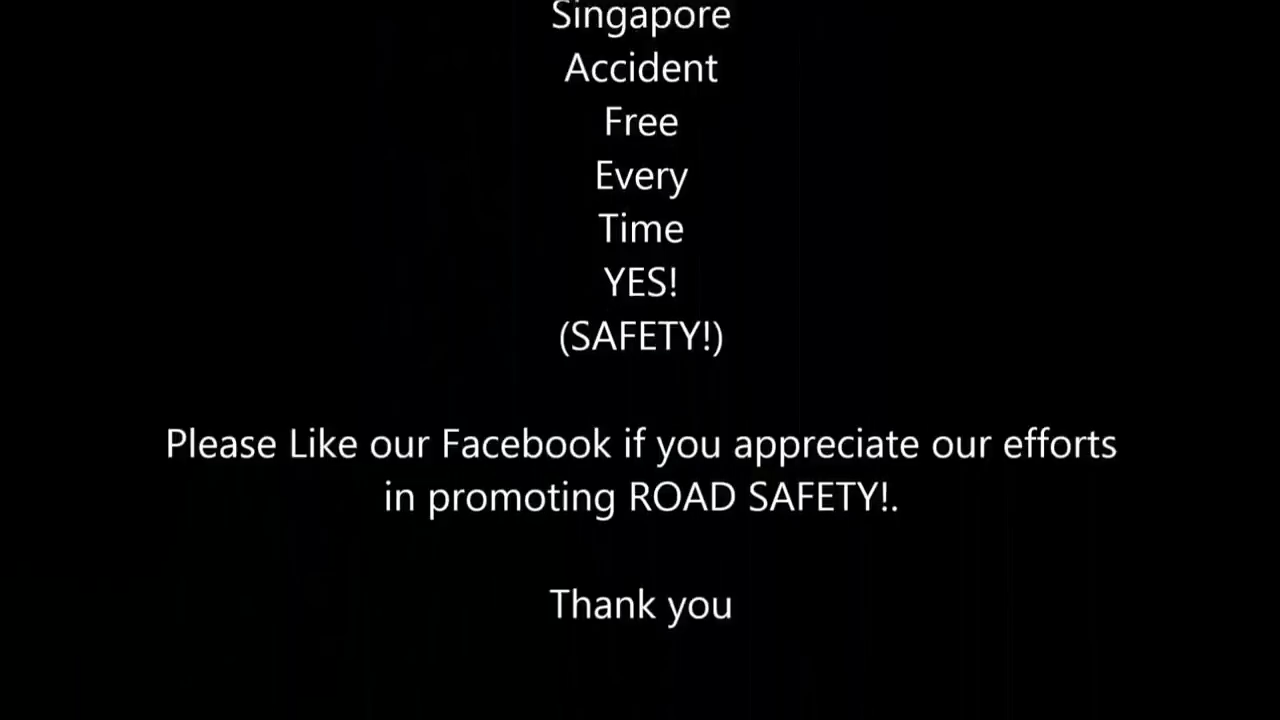 Singapore
Accident
Free
Every
Time
YES!
(SAFETY!)
Please Like our Facebook if you appreciate our efforts
in promoting ROAD SAFETY!.
Thank you